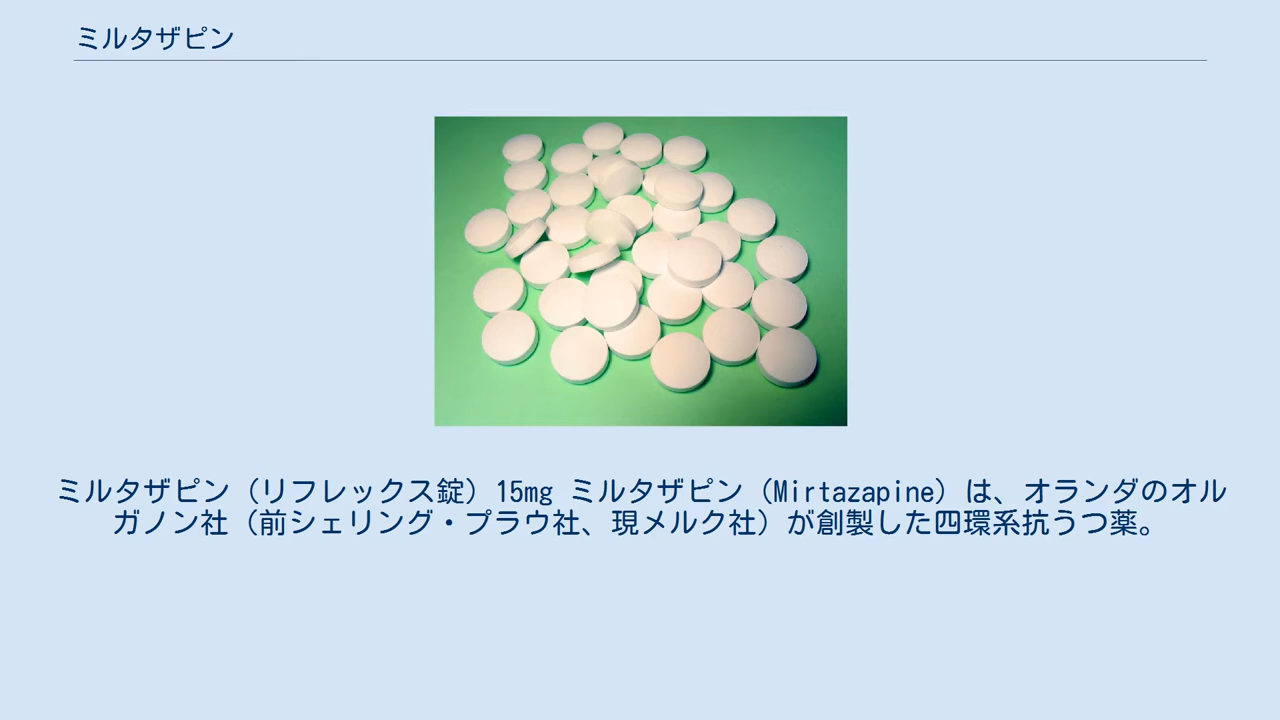 ミルタザピン
ミルタザピン（リフレックス錠）15mg ミルタザピン（Mirtazapine）は、オランダのオル
ガノン社（前シェリング・プラウ社、現メルク社）が創製した四環系抗うつ薬。